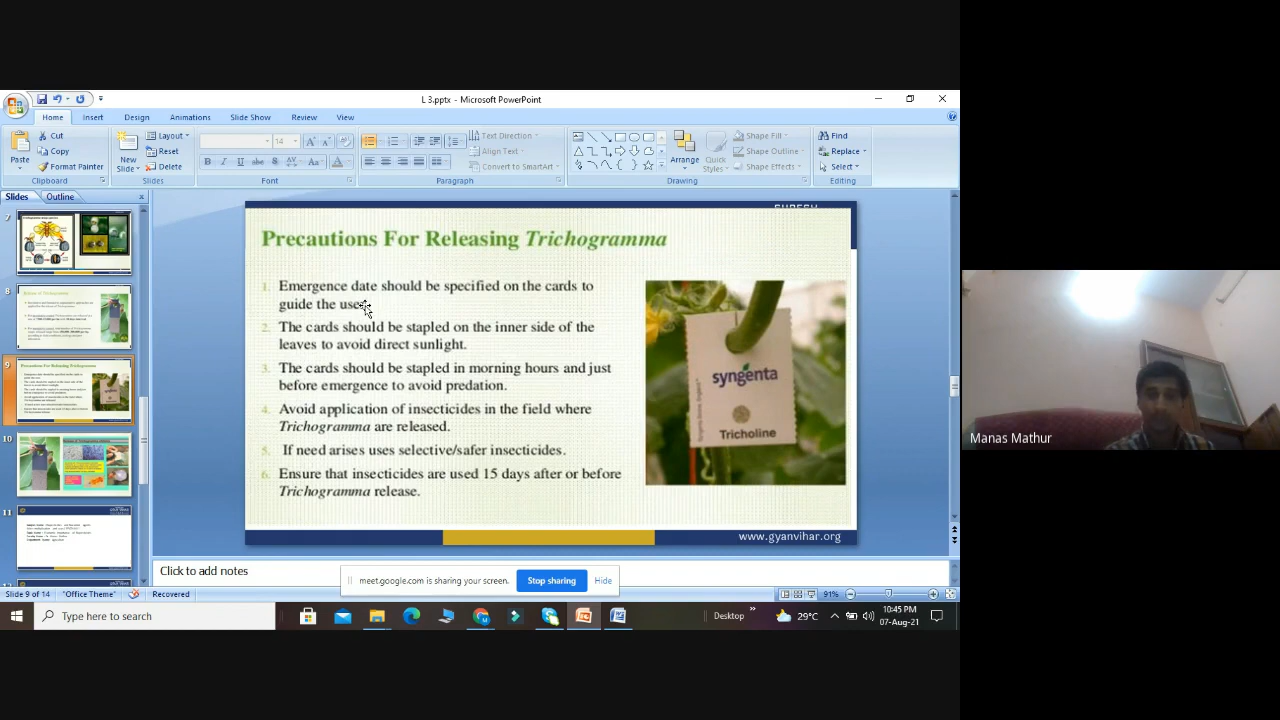 L 3.pptx - Microsoft PowerPoint
Home Insert Design Animations Slide Show Review View
Cut
Copy
Format Painter
Paste
Clipboard
New
Slide
Layout
Reset
Delete
Slides
14
Font
Paragraph
Text Direction
Align Text
Convert to SmartArt
Arrange
Quick
Styles
Shape Fill
Shape Outline
Shape Effects
Drawing
Find
Replace
Select
Editing
Slides Outline
7
8
9
10
11
Precautions For Releasing Trichogramma
1. Emergence date should be specified on the cards to
guide the user
2. The cards should be stapled on the inner side of the
leaves to avoid direct sunlight.
3. The cards should be stapled in morning hours and just
before emergence to avoid predation.
4. Avoid application of insecticides in the field where
Trichogramma are released.
5. If need arises uses selective/safer insecticides.
6. Ensure that insecticides are used 15 days after or before
Trichogramma release.
syngenta
Tricholine
www.gyanvihar.org
Click to add notes
meet.google.com is sharing your screen. Stop sharing Hide
Slide 9 of 14 "Office Theme" Recovered 91%
Type here to search
Desktop 29°C
10:45 PM
07-Aug-21
Manas Mathur